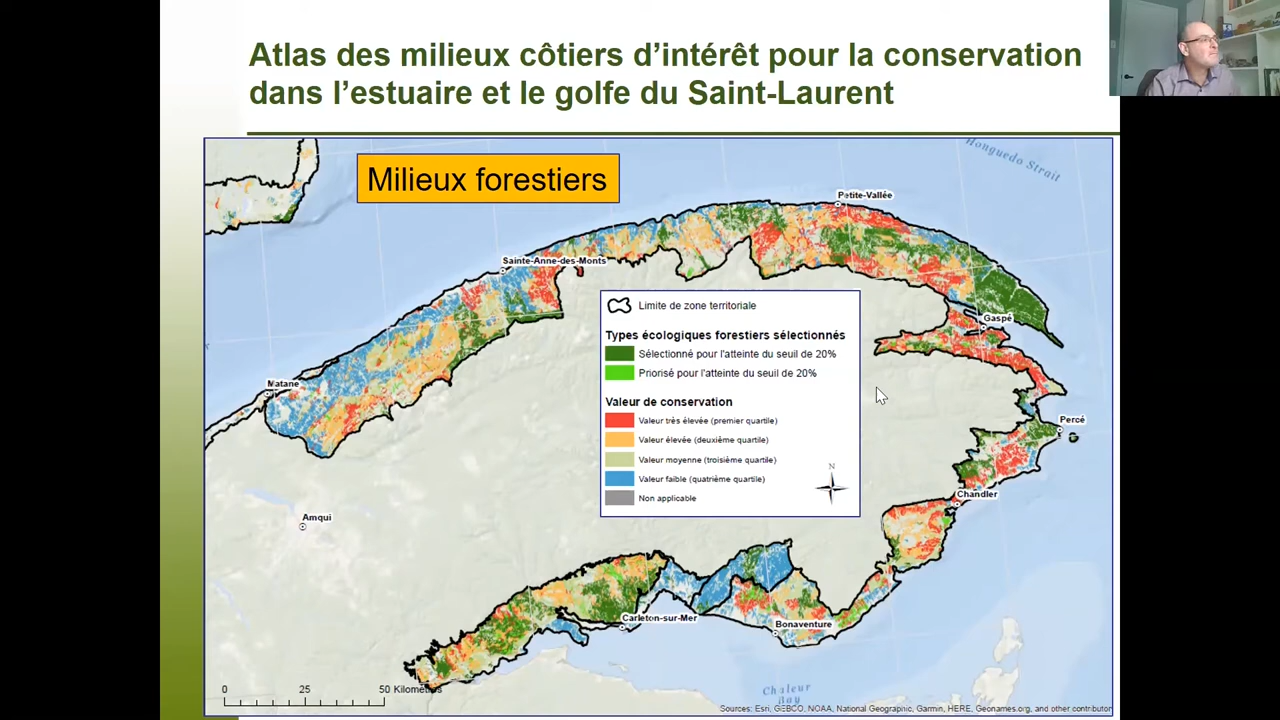 Atlas des milieux côtiers d'intérêt pour la conservation
dans l'estuaire et le golfe du Saint-Laurent
Milieux forestiers
Honguedo Strait
Petite-Vallée
Sainte-Anne-des-Monts
Gaspé
Matane
Percé
Chandler
Amqui
Carleton-sur-Mer
Bonaventure
Chaleur
Bay
Limite de zone territoriale
Types écologiques forestiers sélectionnés
Sélectionné pour l'atteinte du seuil de 20%
Priorisé pour l'atteinte du seuil de 20%
Valeur de conservation
Valeur très élevée (premier quartile)
Valeur élevée (deuxième quartile)
Valeur moyenne (troisième quartile)
Valeur faible (quatrième quartile)
Non applicable
N
0 25 50 Kilomètres
Sources: Esri, GEBCO, NOAA, National Geographic, Garmin, HERE, Geonames.org, and other contributor